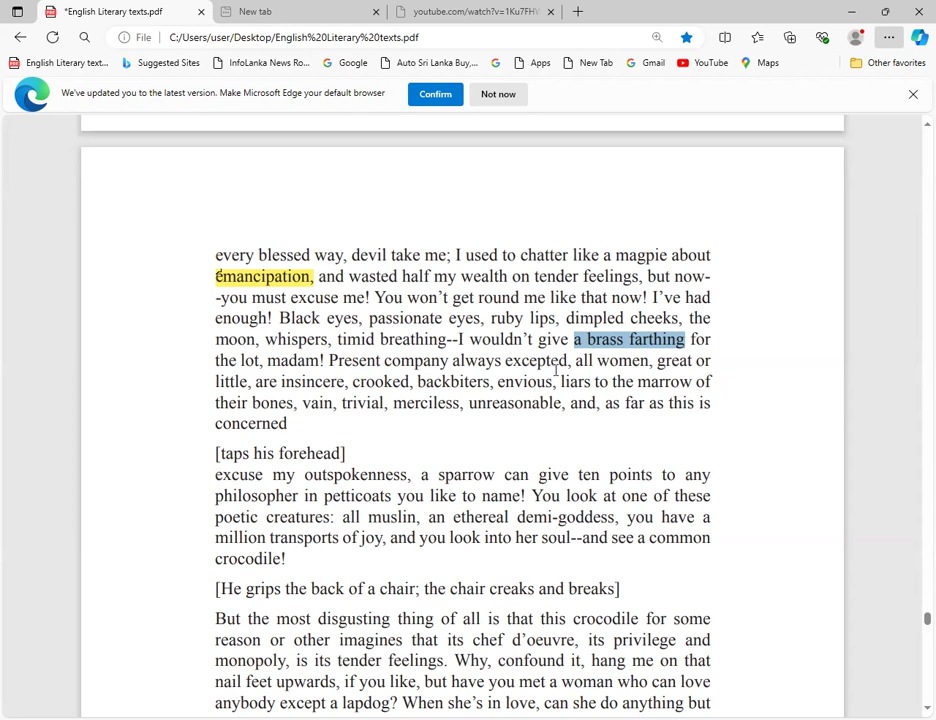 *English Literary texts.pdf
New tab
youtube.com/watch?v=1Ku7FHV
File
C:/Users/user/Desktop/English%20Literary%20texts.pdf
English Literary text...
Suggested Sites
InfoLanka News Ro...
Google
Auto Sri Lanka Buy,...
Apps
New Tab
Gmail
YouTube
Maps
Other favorites
We've updated you to the latest version. Make Microsoft Edge your default browser
Confirm
Not now
every blessed way, devil take me; I used to chatter like a magpie about
emancipation, and wasted half my wealth on tender feelings, but now-
-you must excuse me! You won't get round me like that now! I've had
enough! Black eyes, passionate eyes, ruby lips, dimpled cheeks, the
moon, whispers, timid breathing--I wouldn't give a brass farthing for
the lot, madam! Present company always excepted, all women, great or
little, are insincere, crooked, backbiters, envious, liars to the marrow of
their bones, vain, trivial, merciless, unreasonable, and, as far as this is
concerned
[taps his forehead]
excuse my outspokenness, a sparrow can give ten points to any
philosopher in petticoats you like to name! You look at one of these
poetic creatures: all muslin, an ethereal demi-goddess, you have a
million transports of joy, and you look into her soul--and see a common
crocodile!
[He grips the back of a chair; the chair creaks and breaks]
But the most disgusting thing of all is that this crocodile for some
reason or other imagines that its chef d'oeuvre, its privilege and
monopoly, is its tender feelings. Why, confound it, hang me on that
nail feet upwards, if you like, but have you met a woman who can love
anybody except a lapdog? When she's in love, can she do anything but